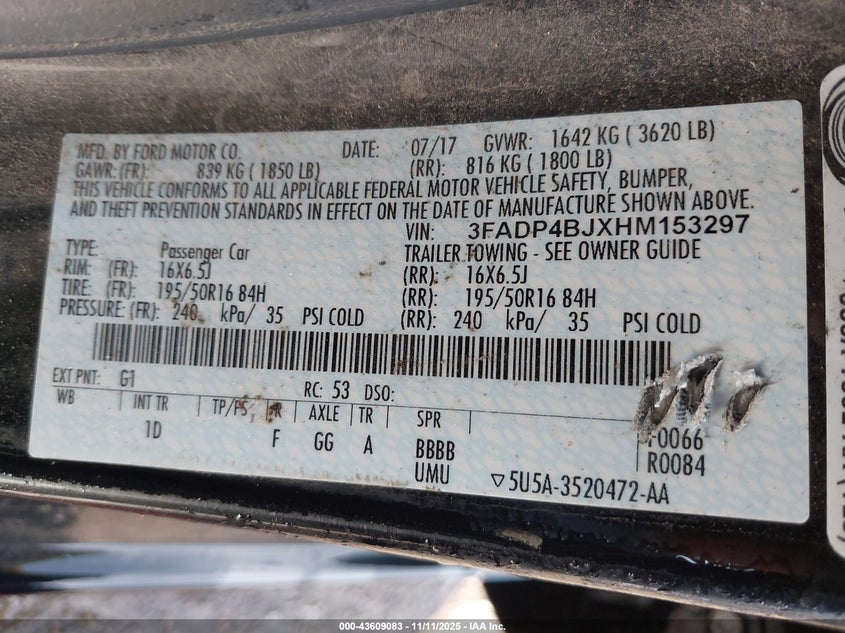 MFD. BY FORD MOTOR CO. DATE: 07/17 GVWR: 1642 KG ( 3620 LB)
GAWR: (FR): 839 KG ( 1850 LB) (RR): 816 KG ( 1800 LB)
THIS VEHICLE CONFORMS TO ALL APPLICABLE FEDERAL MOTOR VEHICLE SAFETY, BUMPER,
AND THEFT PREVENTION STANDARDS IN EFFECT ON THE DATE OF MANUFACTURE SHOWN ABOVE.
VIN: 3FADP4BJXHM153297
TYPE: Passenger Car TRAILER TOWING - SEE OWNER GUIDE
RIM: (FR): 16X6.5J (RR): 16X6.5J
TIRE: (FR): 195/50R16 84H (RR): 195/50R16 84H
PRESSURE: (FR): 240 kPa/ 35 PSI COLD (RR): 240 kPa/ 35 PSI COLD
EXT PNT: G1 RC: 53 DSO:
WB INT TR TP/PS R AXLE TR SPR
1D F GG A BBBB F0066
UMU R0084
▽5U5A-3520472-AA
000-43609083 - 11/11/2025 - IAA Inc.